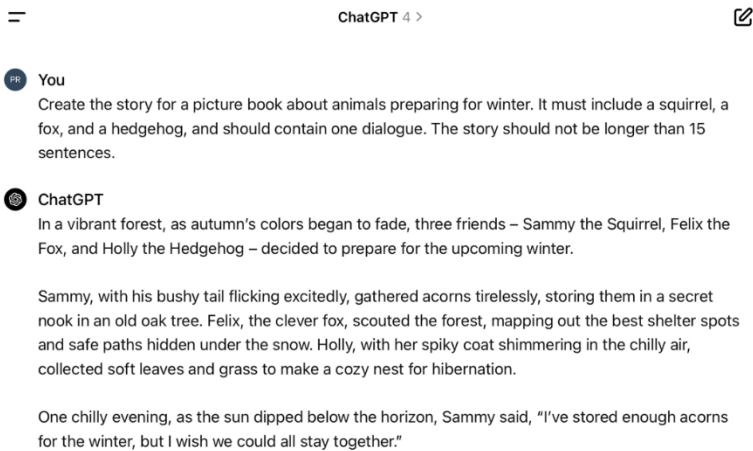 ChatGPT 4 >
PR
You
Create the story for a picture book about animals preparing for winter. It must include a squirrel, a
fox, and a hedgehog, and should contain one dialogue. The story should not be longer than 15
sentences.
ChatGPT
In a vibrant forest, as autumn’s colors began to fade, three friends – Sammy the Squirrel, Felix the
Fox, and Holly the Hedgehog – decided to prepare for the upcoming winter.
Sammy, with his bushy tail flicking excitedly, gathered acorns tirelessly, storing them in a secret
nook in an old oak tree. Felix, the clever fox, scouted the forest, mapping out the best shelter spots
and safe paths hidden under the snow. Holly, with her spiky coat shimmering in the chilly air,
collected soft leaves and grass to make a cozy nest for hibernation.
One chilly evening, as the sun dipped below the horizon, Sammy said, “I’ve stored enough acorns
for the winter, but I wish we could all stay together.”